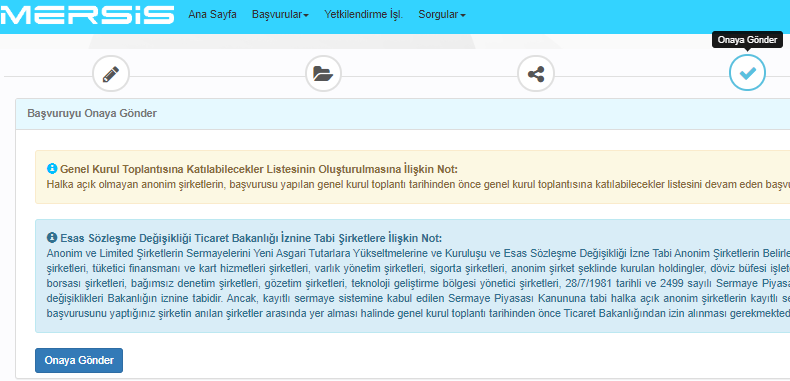 MERSIS
Ana Sayfa Başvurular Yetkilendirme İşl. Sorgular
Onaya Gönder
Başvuruyu Onaya Gönder
Genel Kurul Toplantısına Katılabilecekler Listesinin Oluşturulmasına İlişkin Not:
Halka açık olmayan anonim şirketlerin, başvurusu yapılan genel kurul toplantı tarihinden önce genel kurul toplantısına katılabilecekler listesini devam eden
Esas Sözleşme Değişikliği Ticaret Bakanlığı İznine Tabi Şirketlere İlişkin Not:
Anonim ve Limited Şirketlerin Sermayelerini Yeni Asgari Tutarlara Yükseltmelerine ve Kuruluşu ve Esas Sözleşme Değişikliği İzne Tabi Anonim Şirketlerin
şirketleri, tüketici finansmanı ve kart hizmetleri şirketleri, varlık yönetim şirketleri, sigorta şirketleri, anonim şirket şeklinde kurulan holdingler, döviz büfesi
borsası şirketleri, bağımsız denetim şirketleri, gözetim şirketleri, teknoloji geliştirme bölgesi yönetici şirketleri, 28/7/1981 tarihli ve 2499 sayılı Sermaye
değişiklikleri Bakanlığın iznine tabidir. Ancak, kayıtlı sermaye sistemine kabul edilen Sermaye Piyasası Kanununa tabi halka açık anonim şirketlerin kayıtlı
başvurusunu yaptığınız şirketin anılan şirketler arasında yer alması halinde genel kurul toplantı tarihinden önce Ticaret Bakanlığından izin alınması
Onaya Gönder